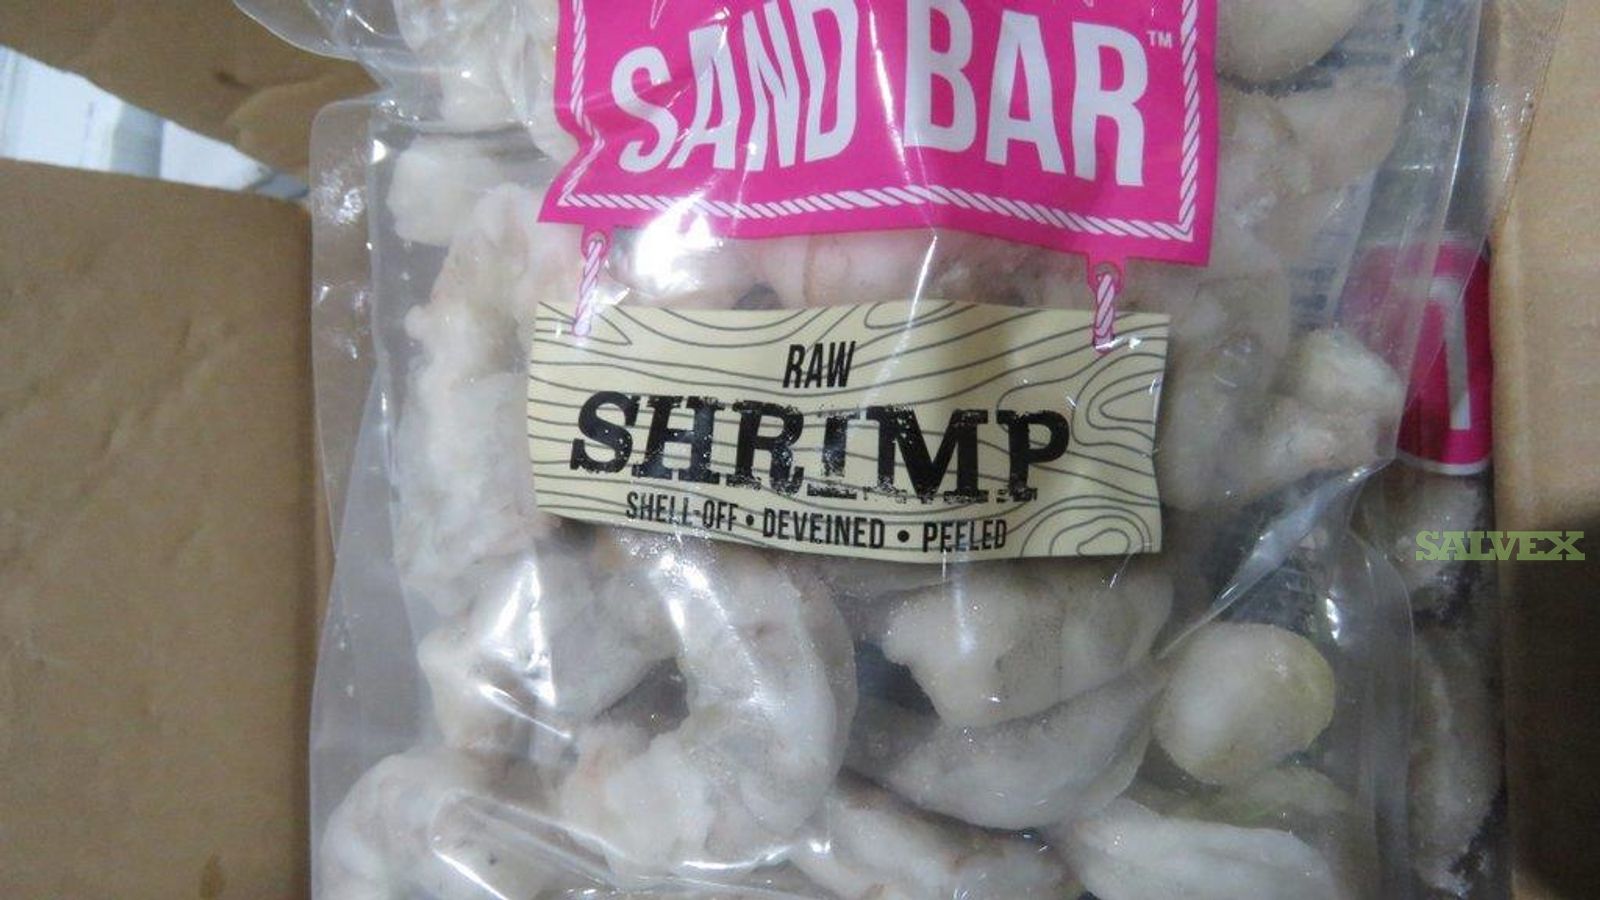 SAND BAR™
RAW
SHRIMP
SHELL-OFF • DEVEINED • PEELED
SALVEX